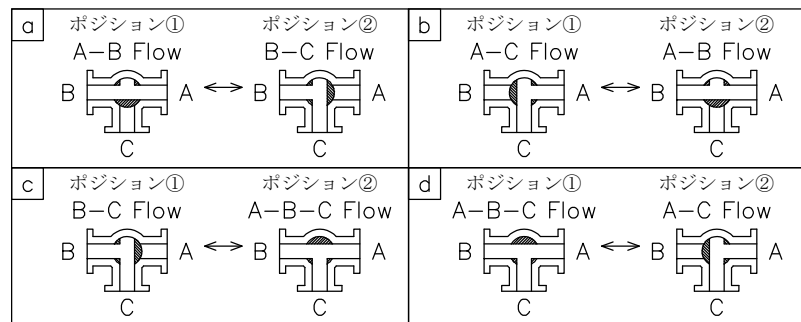 a ポジション① ポジション②
A-B Flow B-C Flow
B A B A
C C
b ポジション① ポジション②
A-C Flow A-B Flow
B A B A
C C
c ポジション① ポジション②
B-C Flow A-B-C Flow
B A B A
C C
d ポジション① ポジション②
A-B-C Flow A-C Flow
B A B A
C C